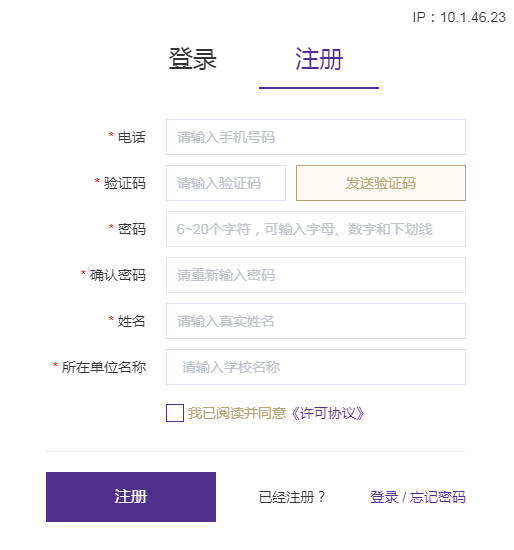 IP：10.1.46.23
登录 注册
* 电话 请输入手机号码
* 验证码 请输入验证码 发送验证码
* 密码 6~20个字符，可输入字母、数字和下划线
* 确认密码 请重新输入密码
* 姓名 请输入真实姓名
* 所在单位名称 请输入学校名称
我已阅读并同意《许可协议》
注册 已经注册？ 登录 / 忘记密码